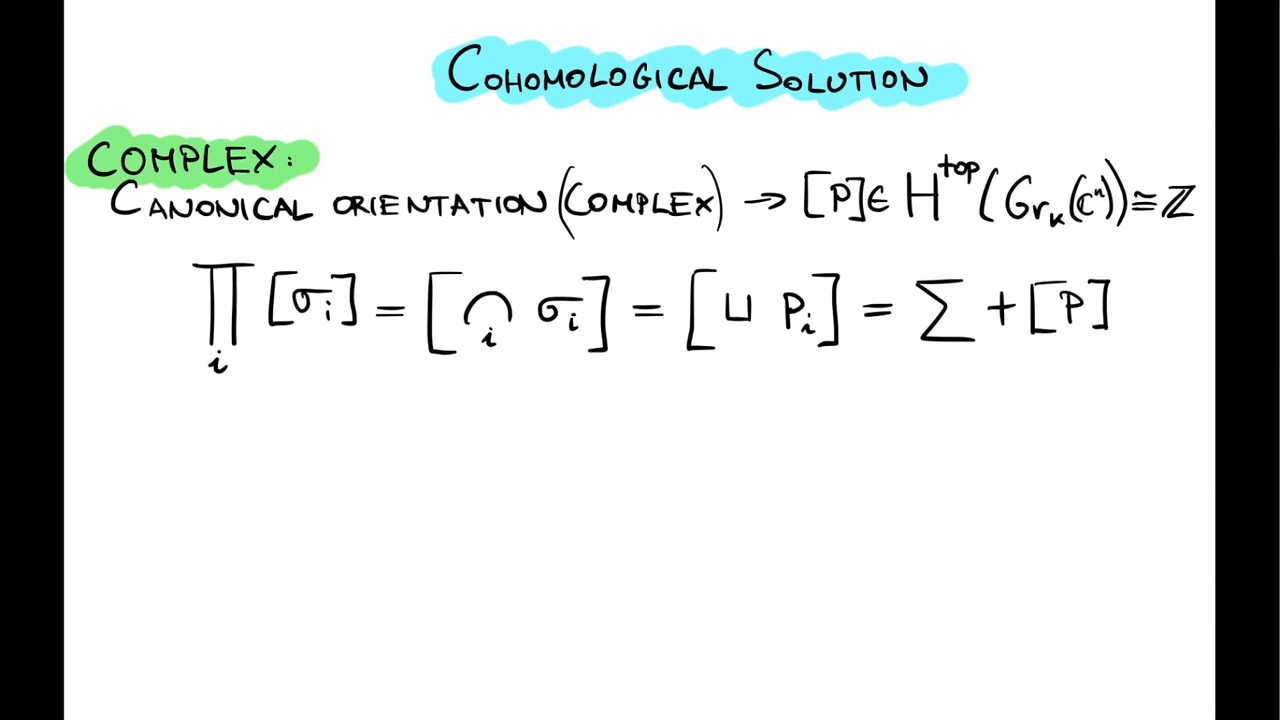 COHOMOLOGICAL SOLUTION
COMPLEX:
CANONICAL ORIENTATION (COMPLEX) → [P] ∈ H^top (Gr_k(ℂ^n)) ≅ ℤ
∏_i [σ_i] = [∩_i σ_i] = [⊔ P_i] = ∑ + [P]